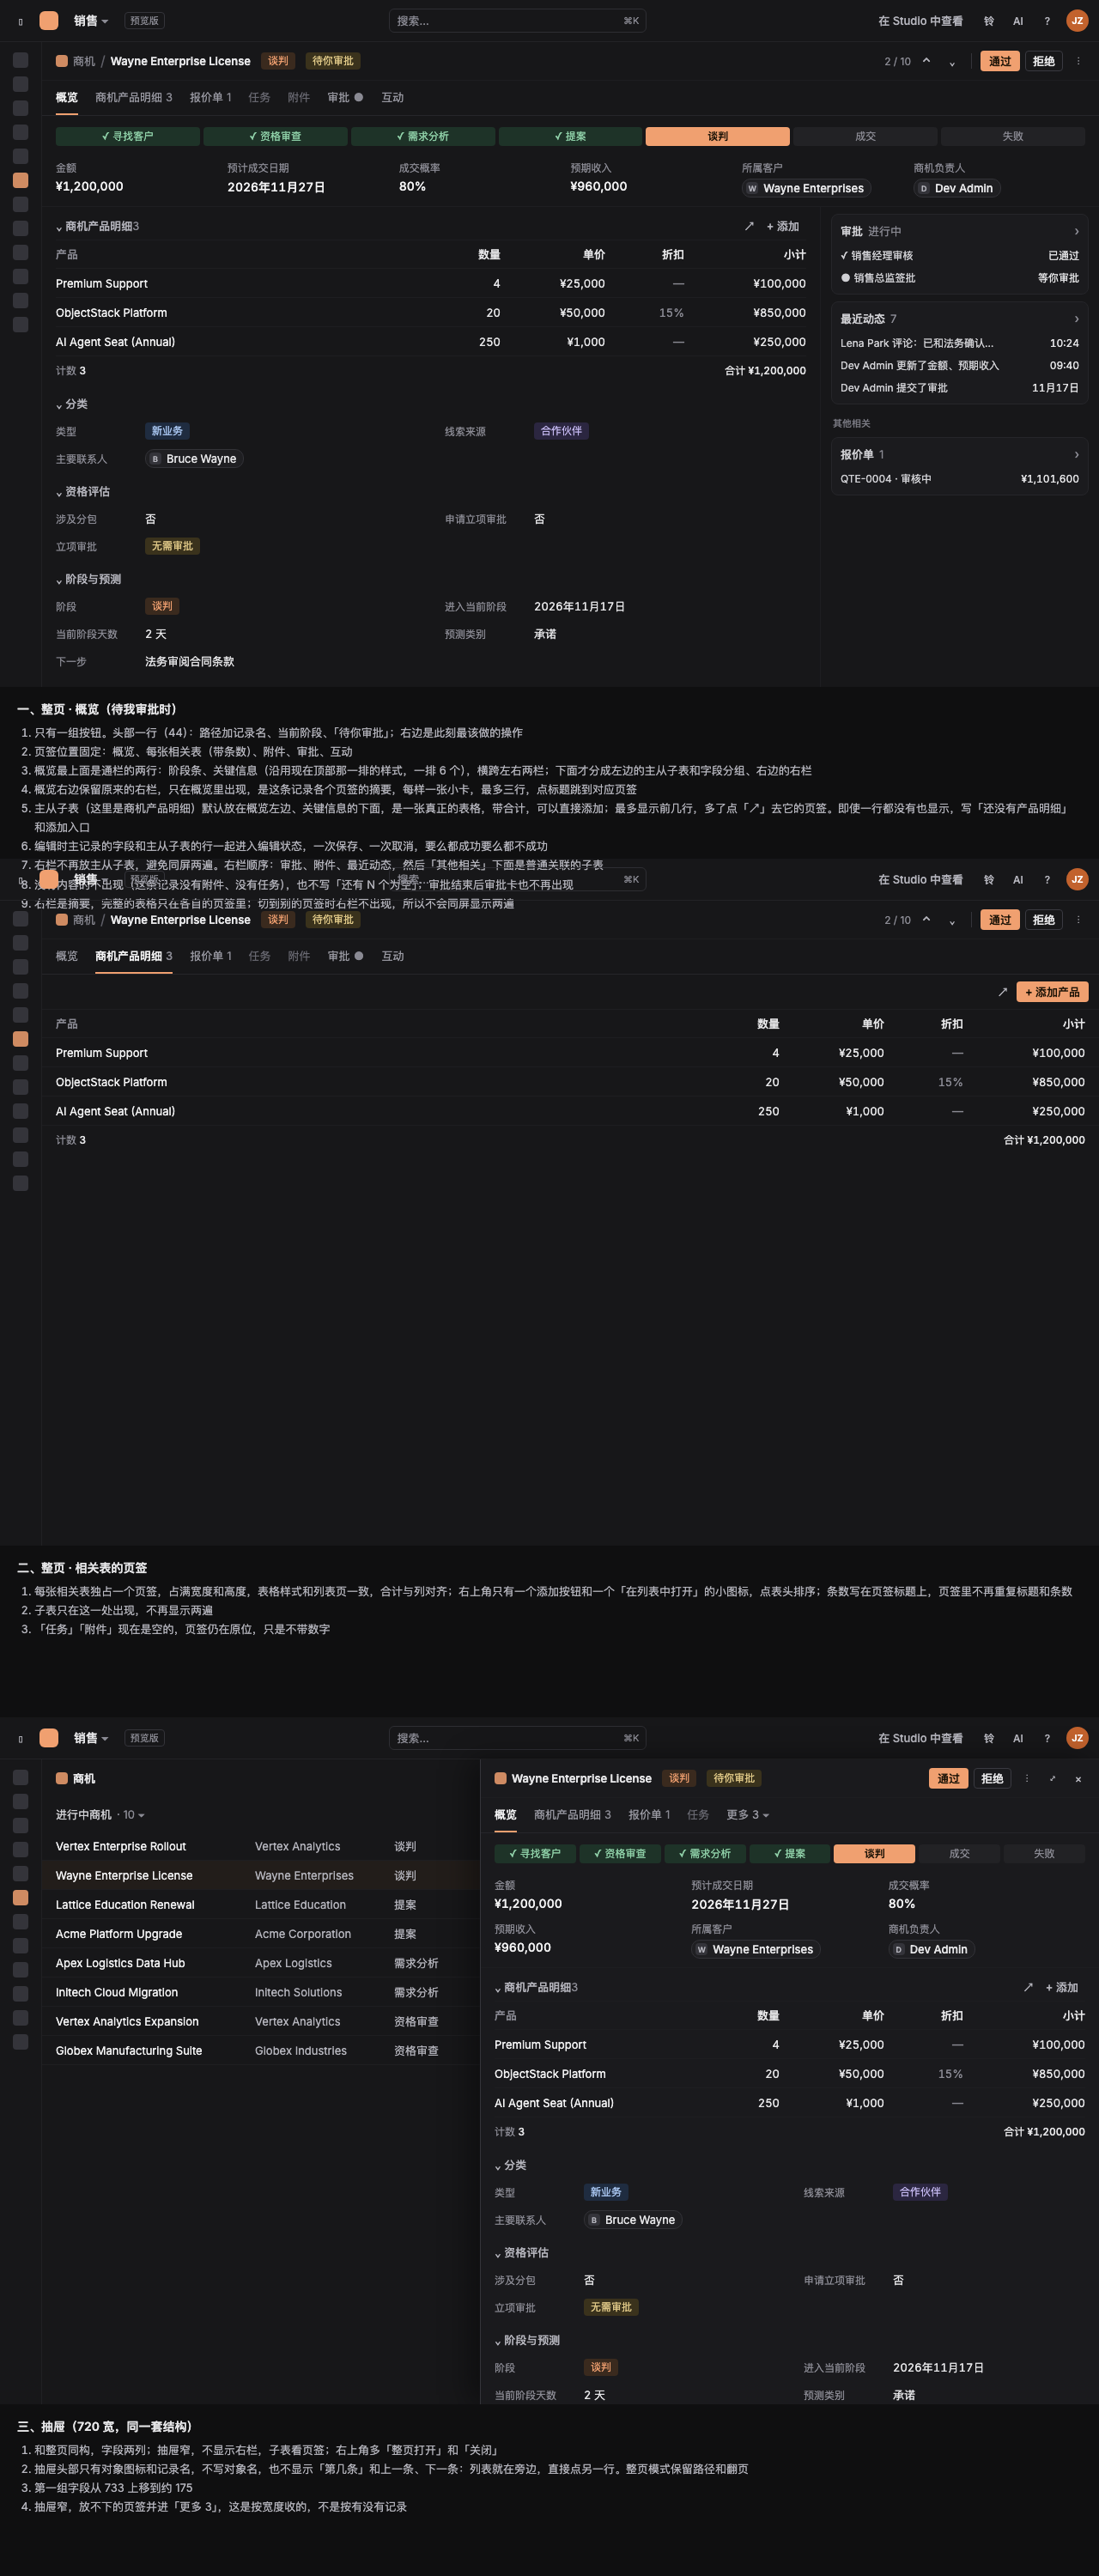 销售 预览版 搜索... ⌘K 在 Studio 中查看 铃 AI ? JZ
商机 / Wayne Enterprise License 谈判 待你审批 2 / 10 通过 拒绝
概览 商机产品明细 3 报价单 1 任务 附件 审批 互动
✓ 寻找客户 ✓ 资格审查 ✓ 需求分析 ✓ 提案 谈判 成交 失败
金额 预计成交日期 成交概率 预期收入 所属客户 商机负责人
¥1,200,000 2026年11月27日 80% ¥960,000 W Wayne Enterprises D Dev Admin
商机产品明细3 ↗ + 添加
产品 数量 单价 折扣 小计
Premium Support 4 ¥25,000 — ¥100,000
ObjectStack Platform 20 ¥50,000 15% ¥850,000
AI Agent Seat (Annual) 250 ¥1,000 — ¥250,000
计数 3 合计 ¥1,200,000
分类
类型 新业务 线索来源 合作伙伴
主要联系人 B Bruce Wayne
资格评估
涉及分包 否 申请立项审批 否
立项审批 无需审批
阶段与预测
阶段 谈判 进入当前阶段 2026年11月17日
当前阶段天数 2 天 预测类别 承诺
下一步 法务审阅合同条款
审批 进行中 ›
✓ 销售经理审核 已通过
销售总监签批 等你审批
最近动态 7 ›
Lena Park 评论：已和法务确认... 10:24
Dev Admin 更新了金额、预期收入 09:40
Dev Admin 提交了审批 11月17日
其他相关
报价单 1 ›
QTE-0004 · 审核中 ¥1,101,600
一、整页 · 概览（待我审批时）
1. 只有一组按钮。头部一行（44）：路径加记录名、当前阶段、「待你审批」；右边是此刻最该做的操作
2. 页签位置固定：概览、每张相关表（带条数）、附件、审批、互动
3. 概览最上面是通栏的两行：阶段条、关键信息（沿用现在顶部那一排的样式，一排 6 个），横跨左右两栏；下面才分成左边的主从子表和字段分组、右边的右栏
4. 概览右边保留原来的右栏，只在概览里出现，是这条记录各个页签的摘要，每样一张小卡，最多三行，点标题跳到对应页签
5. 主从子表（这里是商机产品明细）默认放在概览左边、关键信息的下面，是一张真正的表格，带合计，可以直接添加；最多显示前几行，多了点「↗」去它的页签。即使一行都没有也显示，写「还没有产品明细」
和添加入口
6. 编辑时主记录的字段和主从子表的行一起进入编辑状态，一次保存、一次取消，要么都成功要么都不成功
7. 右栏不再放主从子表，避免同屏两遍。右栏顺序：审批、附件、最近动态，然后「其他相关」下面是普通关联的子表
8. 没有内容的不出现（这条记录没有附件、没有任务），也不写「还有 N 个为空」；审批结束后审批卡也不再出现
9. 右栏是摘要，完整的表格只在各自的页签里；切到别的页签时右栏不出现，所以不会同屏显示两遍
销售 预览版 搜索... ⌘K 在 Studio 中查看 铃 AI ? JZ
商机 / Wayne Enterprise License 谈判 待你审批 2 / 10 通过 拒绝
概览 商机产品明细 3 报价单 1 任务 附件 审批 互动
↗ + 添加产品
产品 数量 单价 折扣 小计
Premium Support 4 ¥25,000 — ¥100,000
ObjectStack Platform 20 ¥50,000 15% ¥850,000
AI Agent Seat (Annual) 250 ¥1,000 — ¥250,000
计数 3 合计 ¥1,200,000
二、整页 · 相关表的页签
1. 每张相关表独占一个页签，占满宽度和高度，表格样式和列表页一致，合计与列对齐；右上角只有一个添加按钮和一个「在列表中打开」的小图标，点表头排序；条数写在页签标题上，页签里不再重复标题和条数
2. 子表只在这一处出现，不再显示两遍
3. 「任务」「附件」现在是空的，页签仍在原位，只是不带数字
销售 预览版 搜索... ⌘K 在 Studio 中查看 铃 AI ? JZ
商机
进行中商机 · 10
Vertex Enterprise Rollout Vertex Analytics 谈判
Wayne Enterprise License Wayne Enterprises 谈判
Lattice Education Renewal Lattice Education 提案
Acme Platform Upgrade Acme Corporation 提案
Apex Logistics Data Hub Apex Logistics 需求分析
Initech Cloud Migration Initech Solutions 需求分析
Vertex Analytics Expansion Vertex Analytics 资格审查
Globex Manufacturing Suite Globex Industries 资格审查
Wayne Enterprise License 谈判 待你审批 通过 拒绝
概览 商机产品明细 3 报价单 1 任务 更多 3
✓ 寻找客户 ✓ 资格审查 ✓ 需求分析 ✓ 提案 谈判 成交 失败
金额 预计成交日期 成交概率
¥1,200,000 2026年11月27日 80%
预期收入 所属客户 商机负责人
¥960,000 W Wayne Enterprises D Dev Admin
商机产品明细3 ↗ + 添加
产品 数量 单价 折扣 小计
Premium Support 4 ¥25,000 — ¥100,000
ObjectStack Platform 20 ¥50,000 15% ¥850,000
AI Agent Seat (Annual) 250 ¥1,000 — ¥250,000
计数 3 合计 ¥1,200,000
分类
类型 新业务 线索来源 合作伙伴
主要联系人 B Bruce Wayne
资格评估
涉及分包 否 申请立项审批 否
立项审批 无需审批
阶段与预测
阶段 谈判 进入当前阶段 2026年11月17日
当前阶段天数 2 天 预测类别 承诺
三、抽屉（720 宽，同一套结构）
1. 和整页同构，字段两列；抽屉窄，不显示右栏，子表看页签；右上角多「整页打开」和「关闭」
2. 抽屉头部只有对象图标和记录名，不写对象名，也不显示「第几条」和上一条、下一条：列表就在旁边，直接点另一行。整页模式保留路径和翻页
3. 第一组字段从 733 上移到约 175
4. 抽屉窄，放不下的页签并进「更多 3」，这是按宽度收的，不是按有没有记录